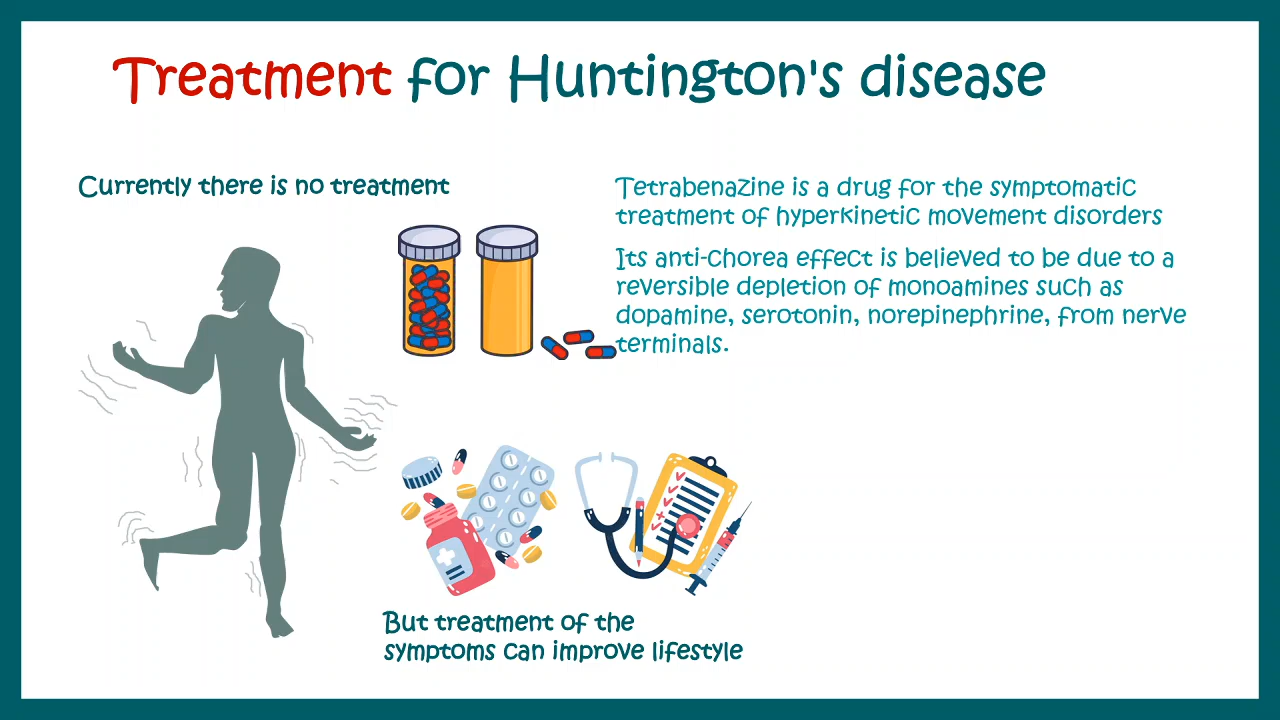 Treatment for Huntington's disease
Currently there is no treatment
Tetrabenazine is a drug for the symptomatic
treatment of hyperkinetic movement disorders
Its anti-chorea effect is believed to be due to a
reversible depletion of monoamines such as
dopamine, serotonin, norepinephrine, from nerve
terminals.
But treatment of the
symptoms can improve lifestyle